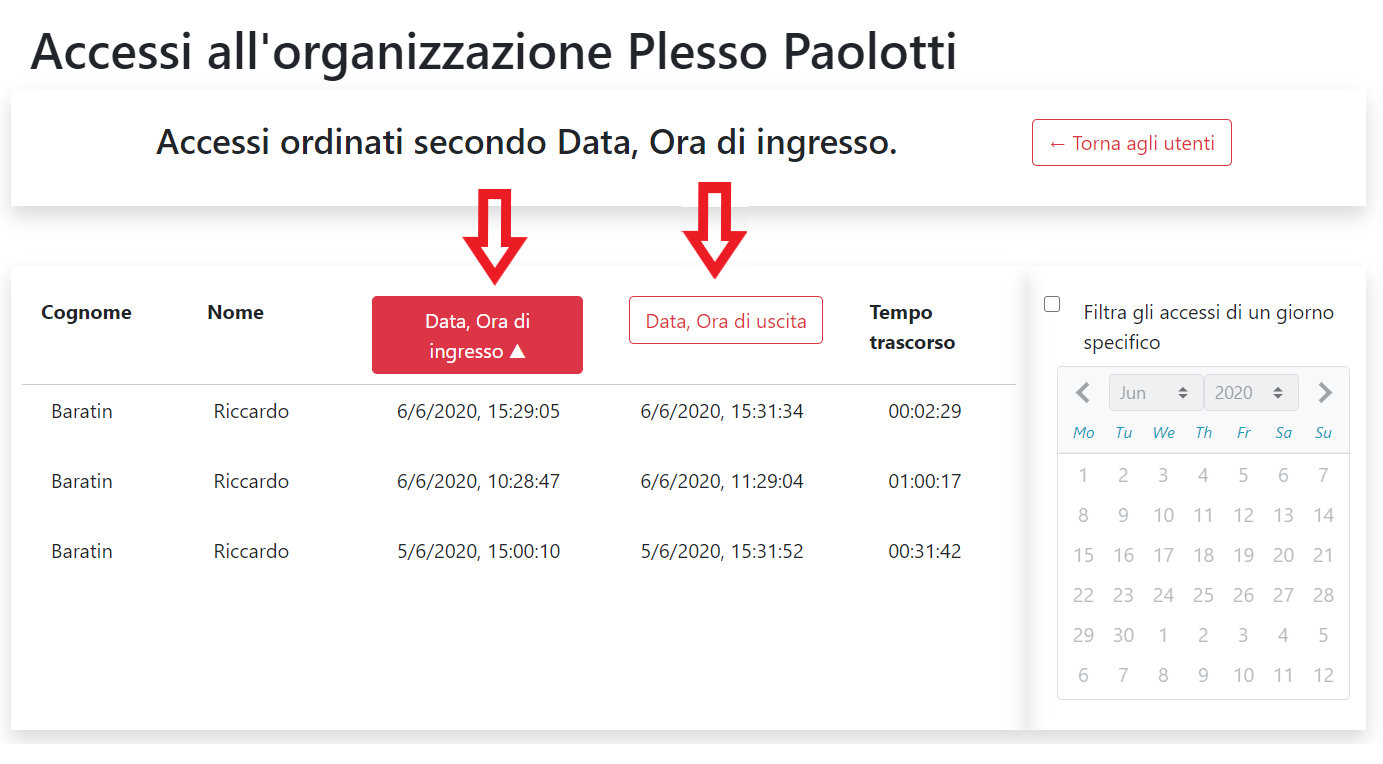 Accessi all'organizzazione Plesso Paolotti
Accessi ordinati secondo Data, Ora di ingresso.
← Torna agli utenti
Cognome
Nome
Data, Ora di
ingresso ▲
Data, Ora di uscita
Tempo
trascorso
Baratin Riccardo 6/6/2020, 15:29:05 6/6/2020, 15:31:34 00:02:29
Baratin Riccardo 6/6/2020, 10:28:47 6/6/2020, 11:29:04 01:00:17
Baratin Riccardo 5/6/2020, 15:00:10 5/6/2020, 15:31:52 00:31:42
Filtra gli accessi di un giorno
specifico
Jun 2020
Mo Tu We Th Fr Sa Su
1 2 3 4 5 6 7
8 9 10 11 12 13 14
15 16 17 18 19 20 21
22 23 24 25 26 27 28
29 30 1 2 3 4 5
6 7 8 9 10 11 12